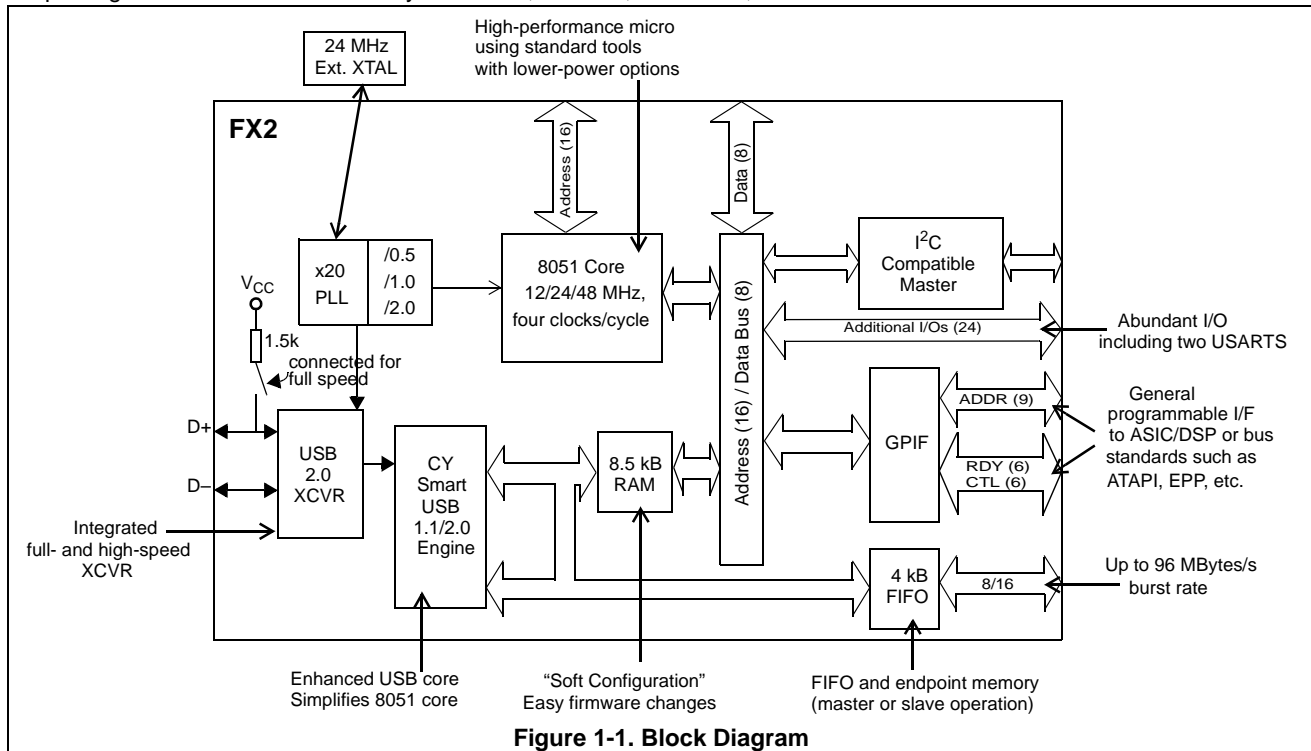 High-performance micro
using standard tools
with lower-power options
24 MHz
Ext. XTAL
FX2
Address (16)
Data (8)
x20
PLL
/0.5
/1.0
/2.0
8051 Core
12/24/48 MHz,
four clocks/cycle
I2C
Compatible
Master
VCC
1.5k
connected for
full speed
Address (16) / Data Bus (8)
Additional I/Os (24)
Abundant I/O
including two USARTS
D+
D–
USB
2.0
XCVR
CY
Smart
USB
1.1/2.0
Engine
8.5 kB
RAM
GPIF
ADDR (9)
RDY (6)
CTL (6)
General
programmable I/F
to ASIC/DSP or bus
standards such as
ATAPI, EPP, etc.
Integrated
full- and high-speed
XCVR
4 kB
FIFO
8/16
Up to 96 MBytes/s
burst rate
Enhanced USB core
Simplifies 8051 core
“Soft Configuration”
Easy firmware changes
FIFO and endpoint memory
(master or slave operation)
Figure 1-1. Block Diagram